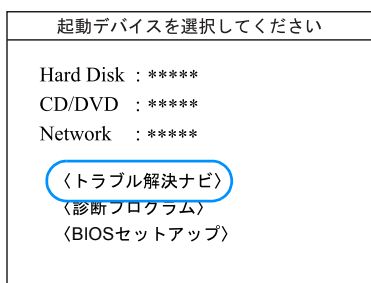 起動デバイスを選択してください
Hard Disk : *****
CD/DVD : *****
Network : *****
〈トラブル解決ナビ〉
〈診断プログラム〉
〈BIOSセットアップ〉